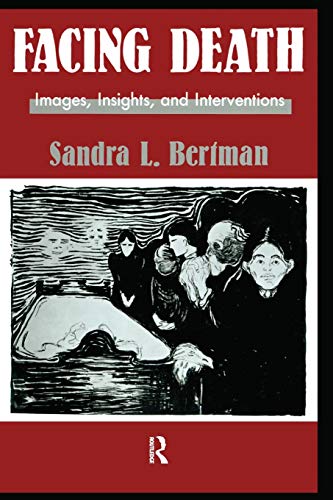 FACING DEATH
Images, Insights, and Interventions
Sandra L. Bertman
R
ROUTLEDGE